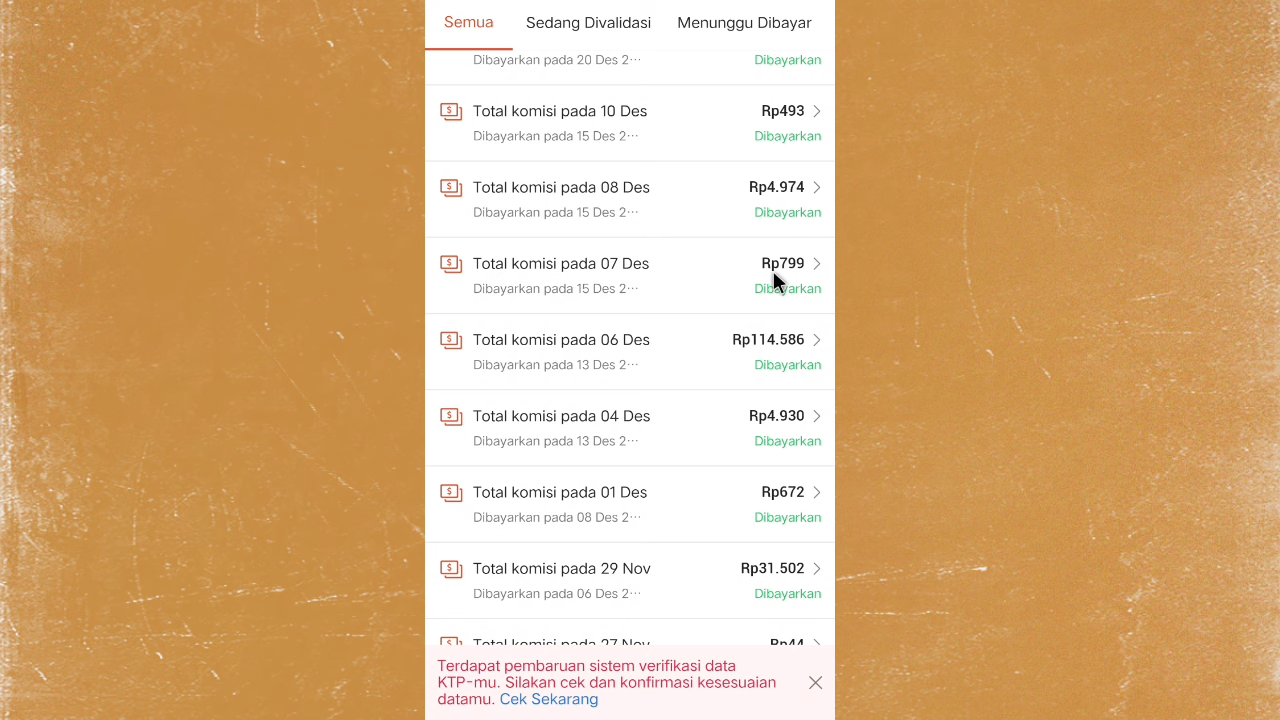 Semua Sedang Divalidasi Menunggu Dibayar
Dibayarkan pada 20 Des 2··· Dibayarkan
Total komisi pada 10 Des Rp493
Dibayarkan pada 15 Des 2··· Dibayarkan
Total komisi pada 08 Des Rp4.974
Dibayarkan pada 15 Des 2··· Dibayarkan
Total komisi pada 07 Des Rp799
Dibayarkan pada 15 Des 2··· Dibayarkan
Total komisi pada 06 Des Rp114.586
Dibayarkan pada 13 Des 2··· Dibayarkan
Total komisi pada 04 Des Rp4.930
Dibayarkan pada 13 Des 2··· Dibayarkan
Total komisi pada 01 Des Rp672
Dibayarkan pada 08 Des 2··· Dibayarkan
Total komisi pada 29 Nov Rp31.502
Dibayarkan pada 06 Des 2··· Dibayarkan
Total komisi pada 27 Nov Rp44
Terdapat pembaruan sistem verifikasi data
KTP-mu. Silakan cek dan konfirmasi kesesuaian
datamu. Cek Sekarang